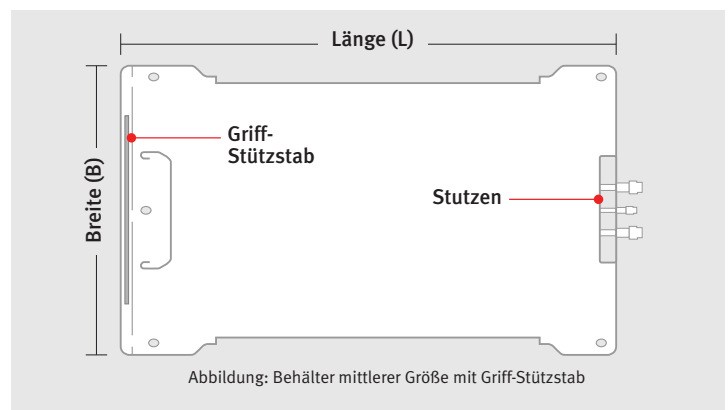 Länge (L)
Griff-
Stützstab
Breite (B)
Stutzen
Abbildung: Behälter mittlerer Größe mit Griff-Stützstab